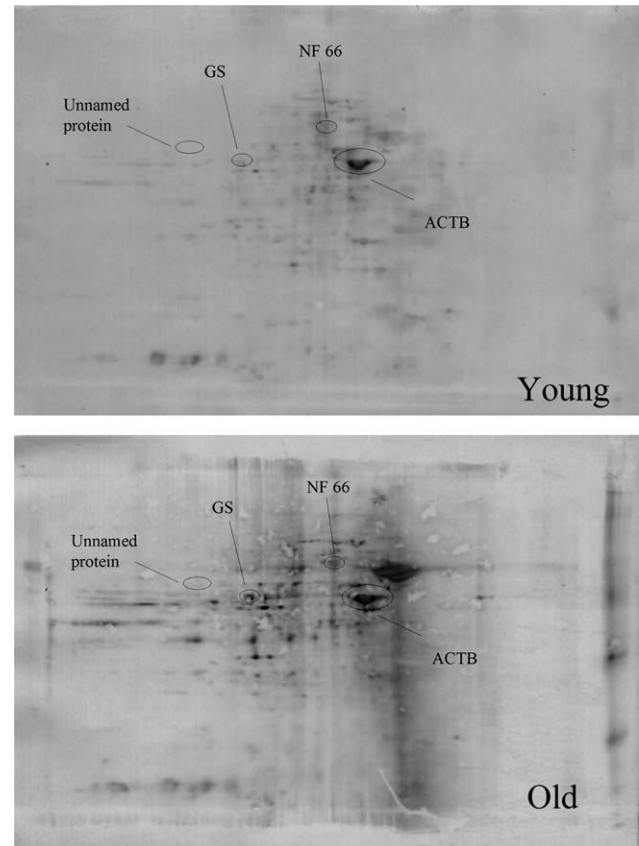 NF 66
GS
Unnamed
protein
ACTB
Young
NF 66
GS
Unnamed
protein
ACTB
Old